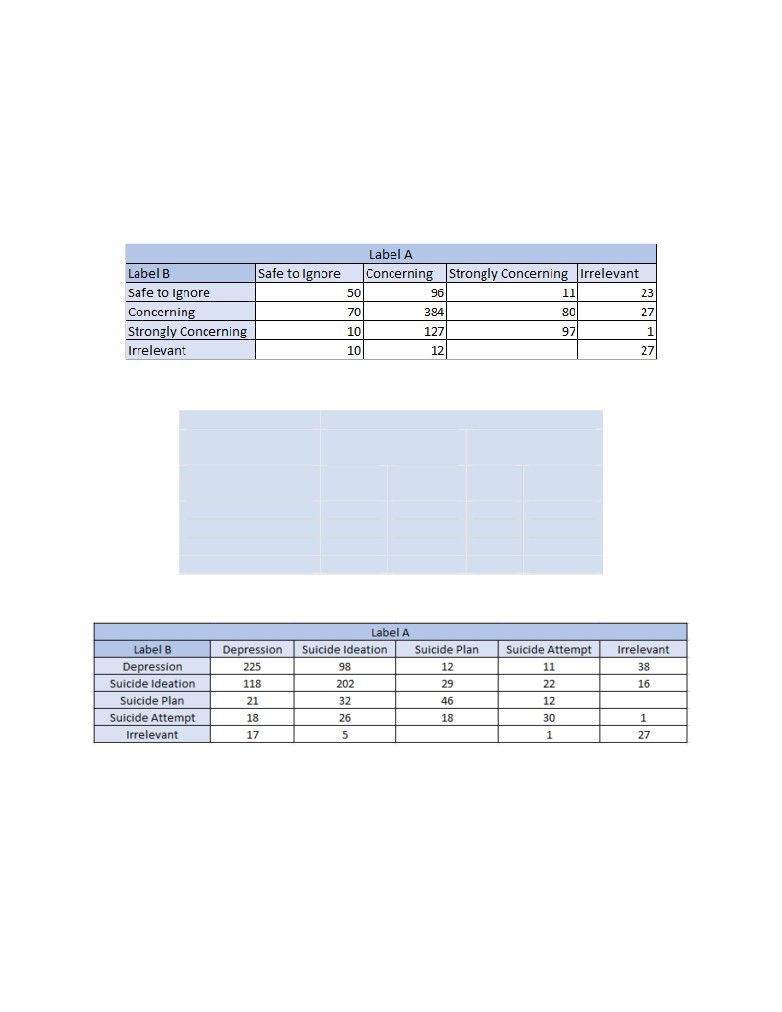 Label A
Label B Safe to Ignore Concerning Strongly Concerning Irrelevant
Safe to Ignore 50 96 11 23
Concerning 70 384 80 27
Strongly Concerning 10 127 97 1
Irrelevant 10 12 27
Label A
Label B Depression Suicide Ideation Suicide Plan Suicide Attempt Irrelevant
Depression 225 98 12 11 38
Suicide Ideation 118 202 29 22 16
Suicide Plan 21 32 46 12
Suicide Attempt 18 26 18 30 1
Irrelevant 17 5 1 27